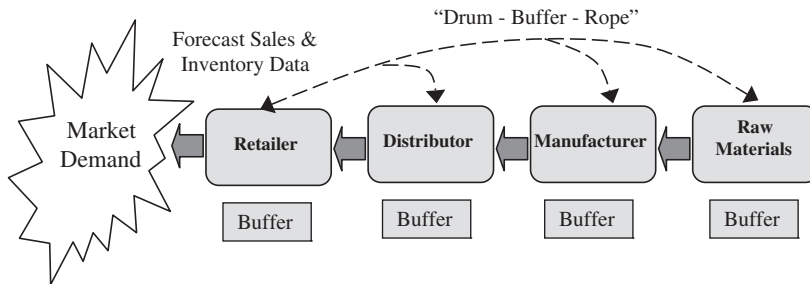 “Drum - Buffer - Rope”
Forecast Sales &
Inventory Data
Market
Demand
Retailer
Distributor
Manufacturer
Raw
Materials
Buffer
Buffer
Buffer
Buffer